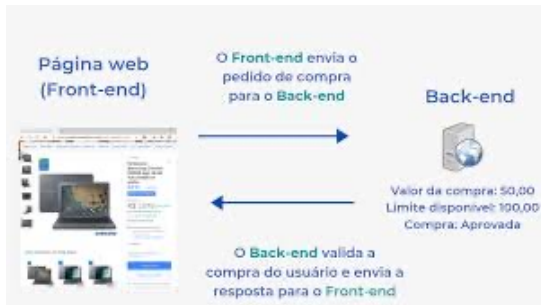 Página web
(Front-end)
O Front-end envia o
pedido de compra
para o Back-end
Back-end
Valor da compra: 50,00
Limite disponível: 100,00
Compra: Aprovada
O Back-end valida a
compra do usuário e envia a
resposta para o Front-end